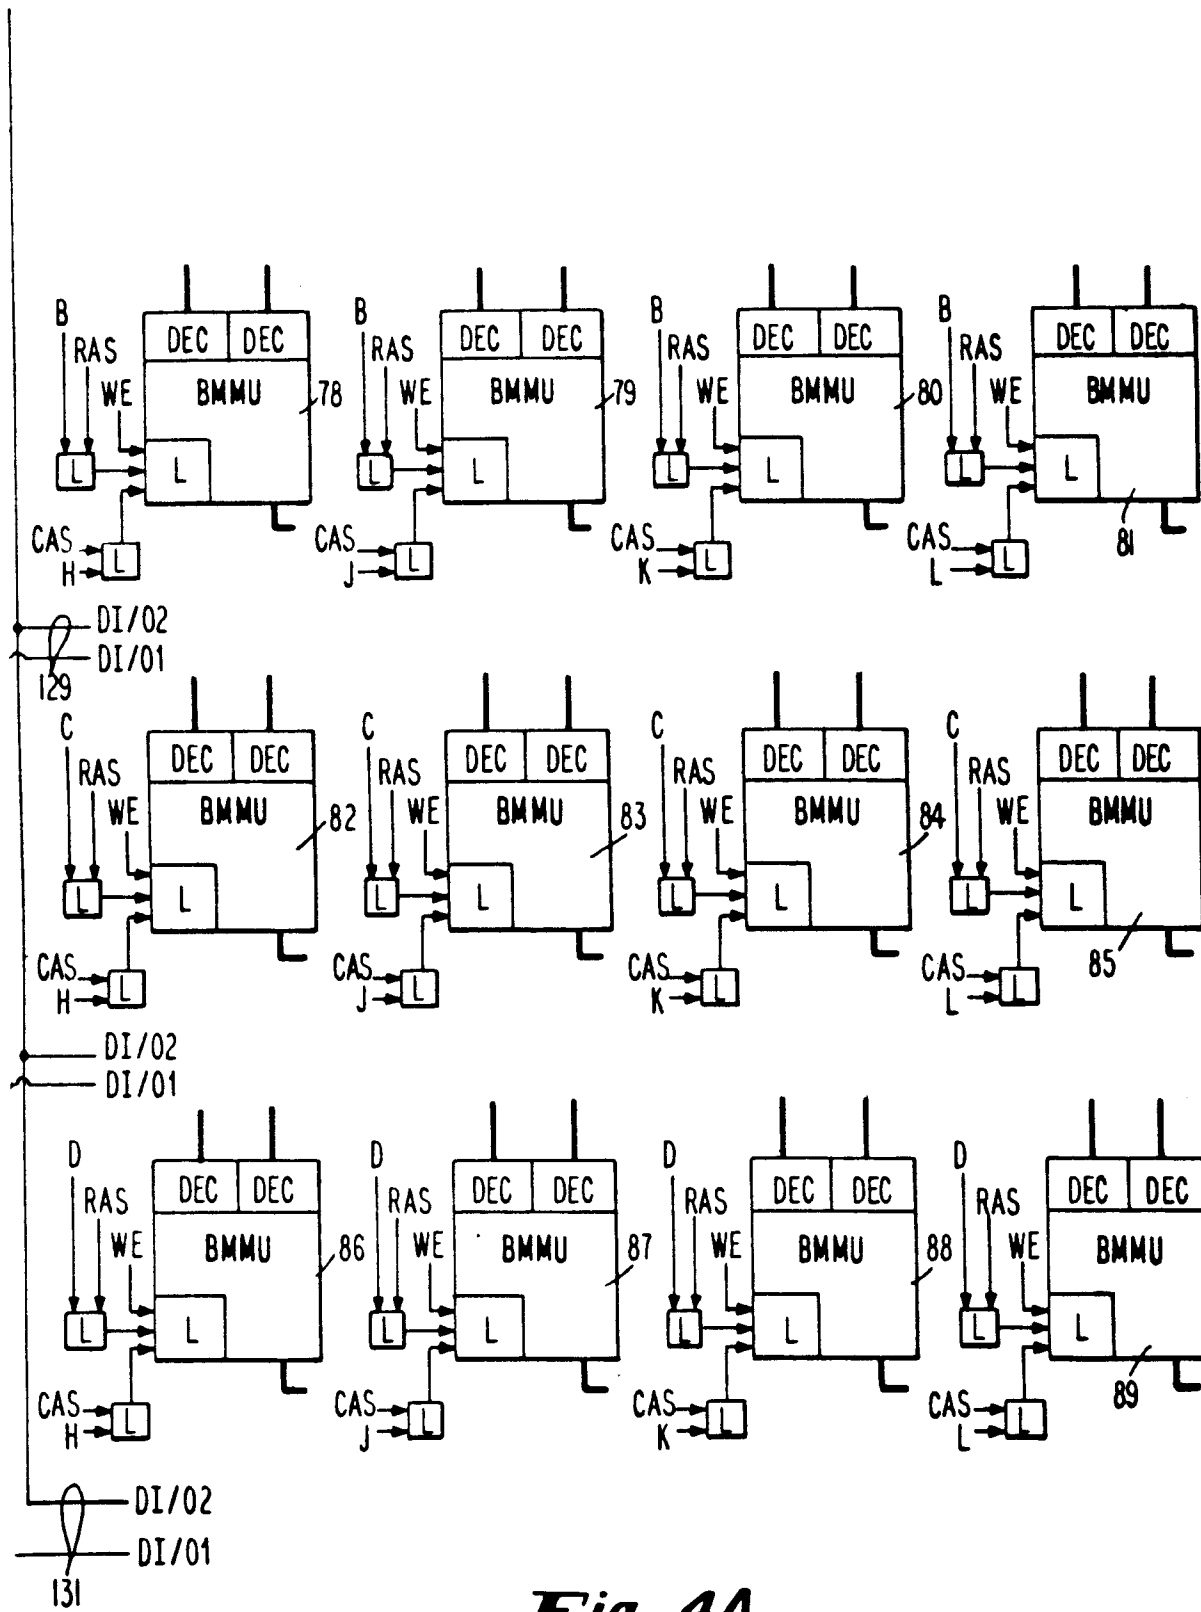 B B B B
DEC DEC DEC DEC DEC DEC DEC DEC
RAS RAS RAS RAS
WE BMMU 78 WE BMMU 79 WE BMMU 80 WE BMMU
L L L L L L L L
81
CAS L CAS L CAS L CAS L
H J K L
DI/02
DI/01
129
C C C C
DEC DEC DEC DEC DEC DEC DEC DEC
RAS RAS RAS RAS
WE BMMU 82 WE BMMU 83 WE BMMU 84 WE BMMU
L L L L L L L L
85
CAS L CAS L CAS L CAS L
H J K L
DI/02
DI/01
D D D D
DEC DEC DEC DEC DEC DEC DEC DEC
RAS RAS RAS RAS
WE BMMU 86 WE BMMU 87 WE BMMU 88 WE BMMU
L L L L L L L L
89
CAS L CAS L CAS L CAS L
H J K L
DI/02
DI/01
131
Fig. 4A